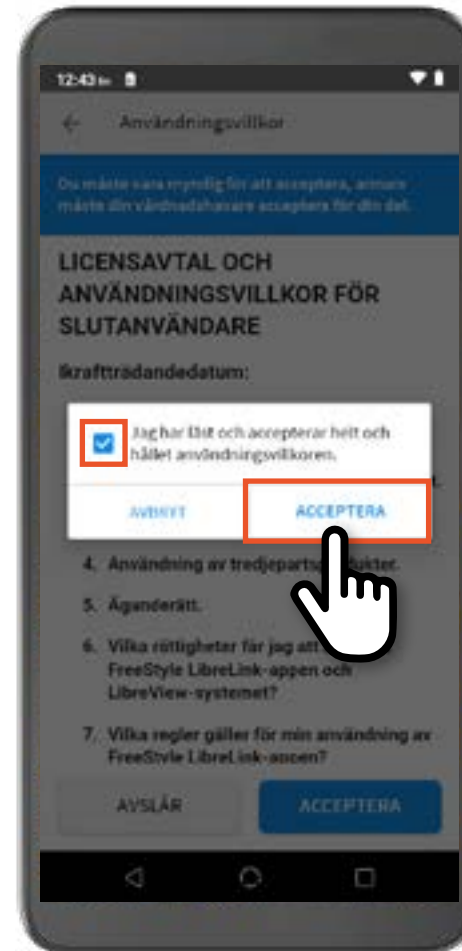 12:43
Användningsvillkor
Du måste vara myndig för att acceptera, annars
måste din vårdnadshavare acceptera för din del.
LICENSAVTAL OCH
ANVÄNDNINGSVILLKOR FÖR
SLUTANVÄNDARE
Ikraftträdandedatum:
Jag har läst och accepterar helt och
hållet användningsvillkoren.
AVBRYT
ACCEPTERA
4. Användning av
5. Äganderätt.
6. Vilka rättigheter får jag att
FreeStyle LibreLink-appen och
LibreView-systemet?
7. Vilka regler gäller för min användning av
FreeStyle LibreLink-appen?
AVSLÅR
ACCEPTERA